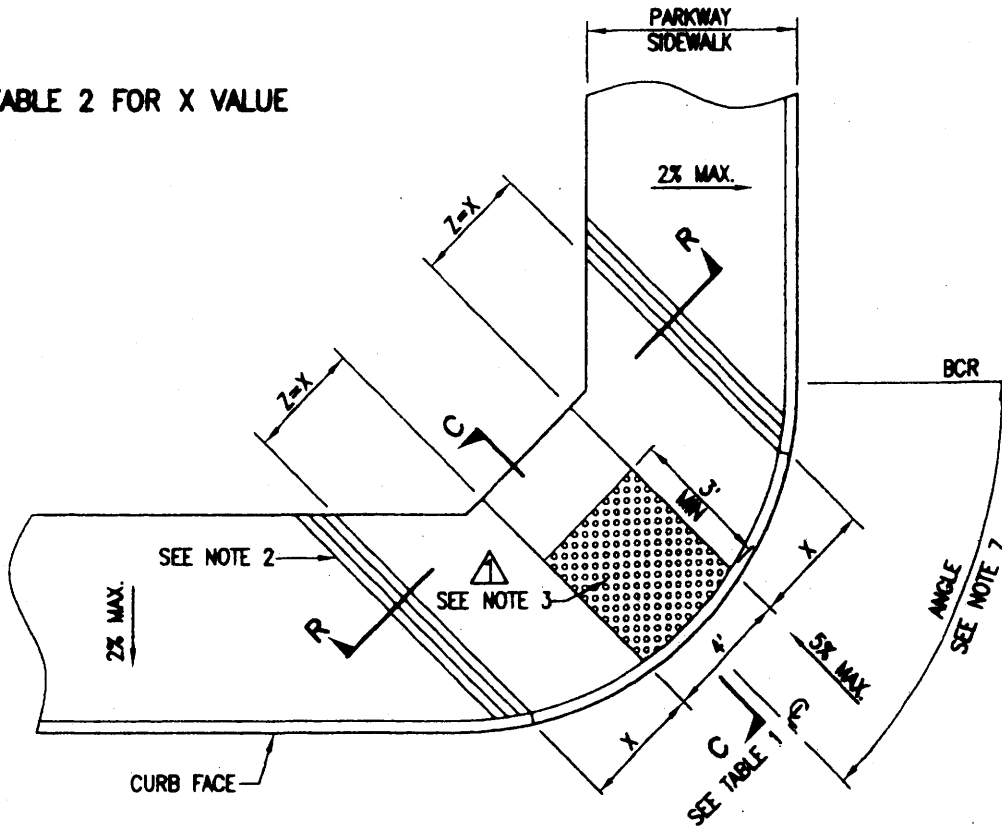 PARKWAY
SIDEWALK
TABLE 2 FOR X VALUE
2% MAX.
Z=X
R
BCR
Z=X
C
3'
MIN
SEE NOTE 2
1
SEE NOTE 3
X
ANGLE
SEE NOTE 7
2% MAX.
R
4'
5% MAX.
X
C
SEE TABLE 1
CURB FACE